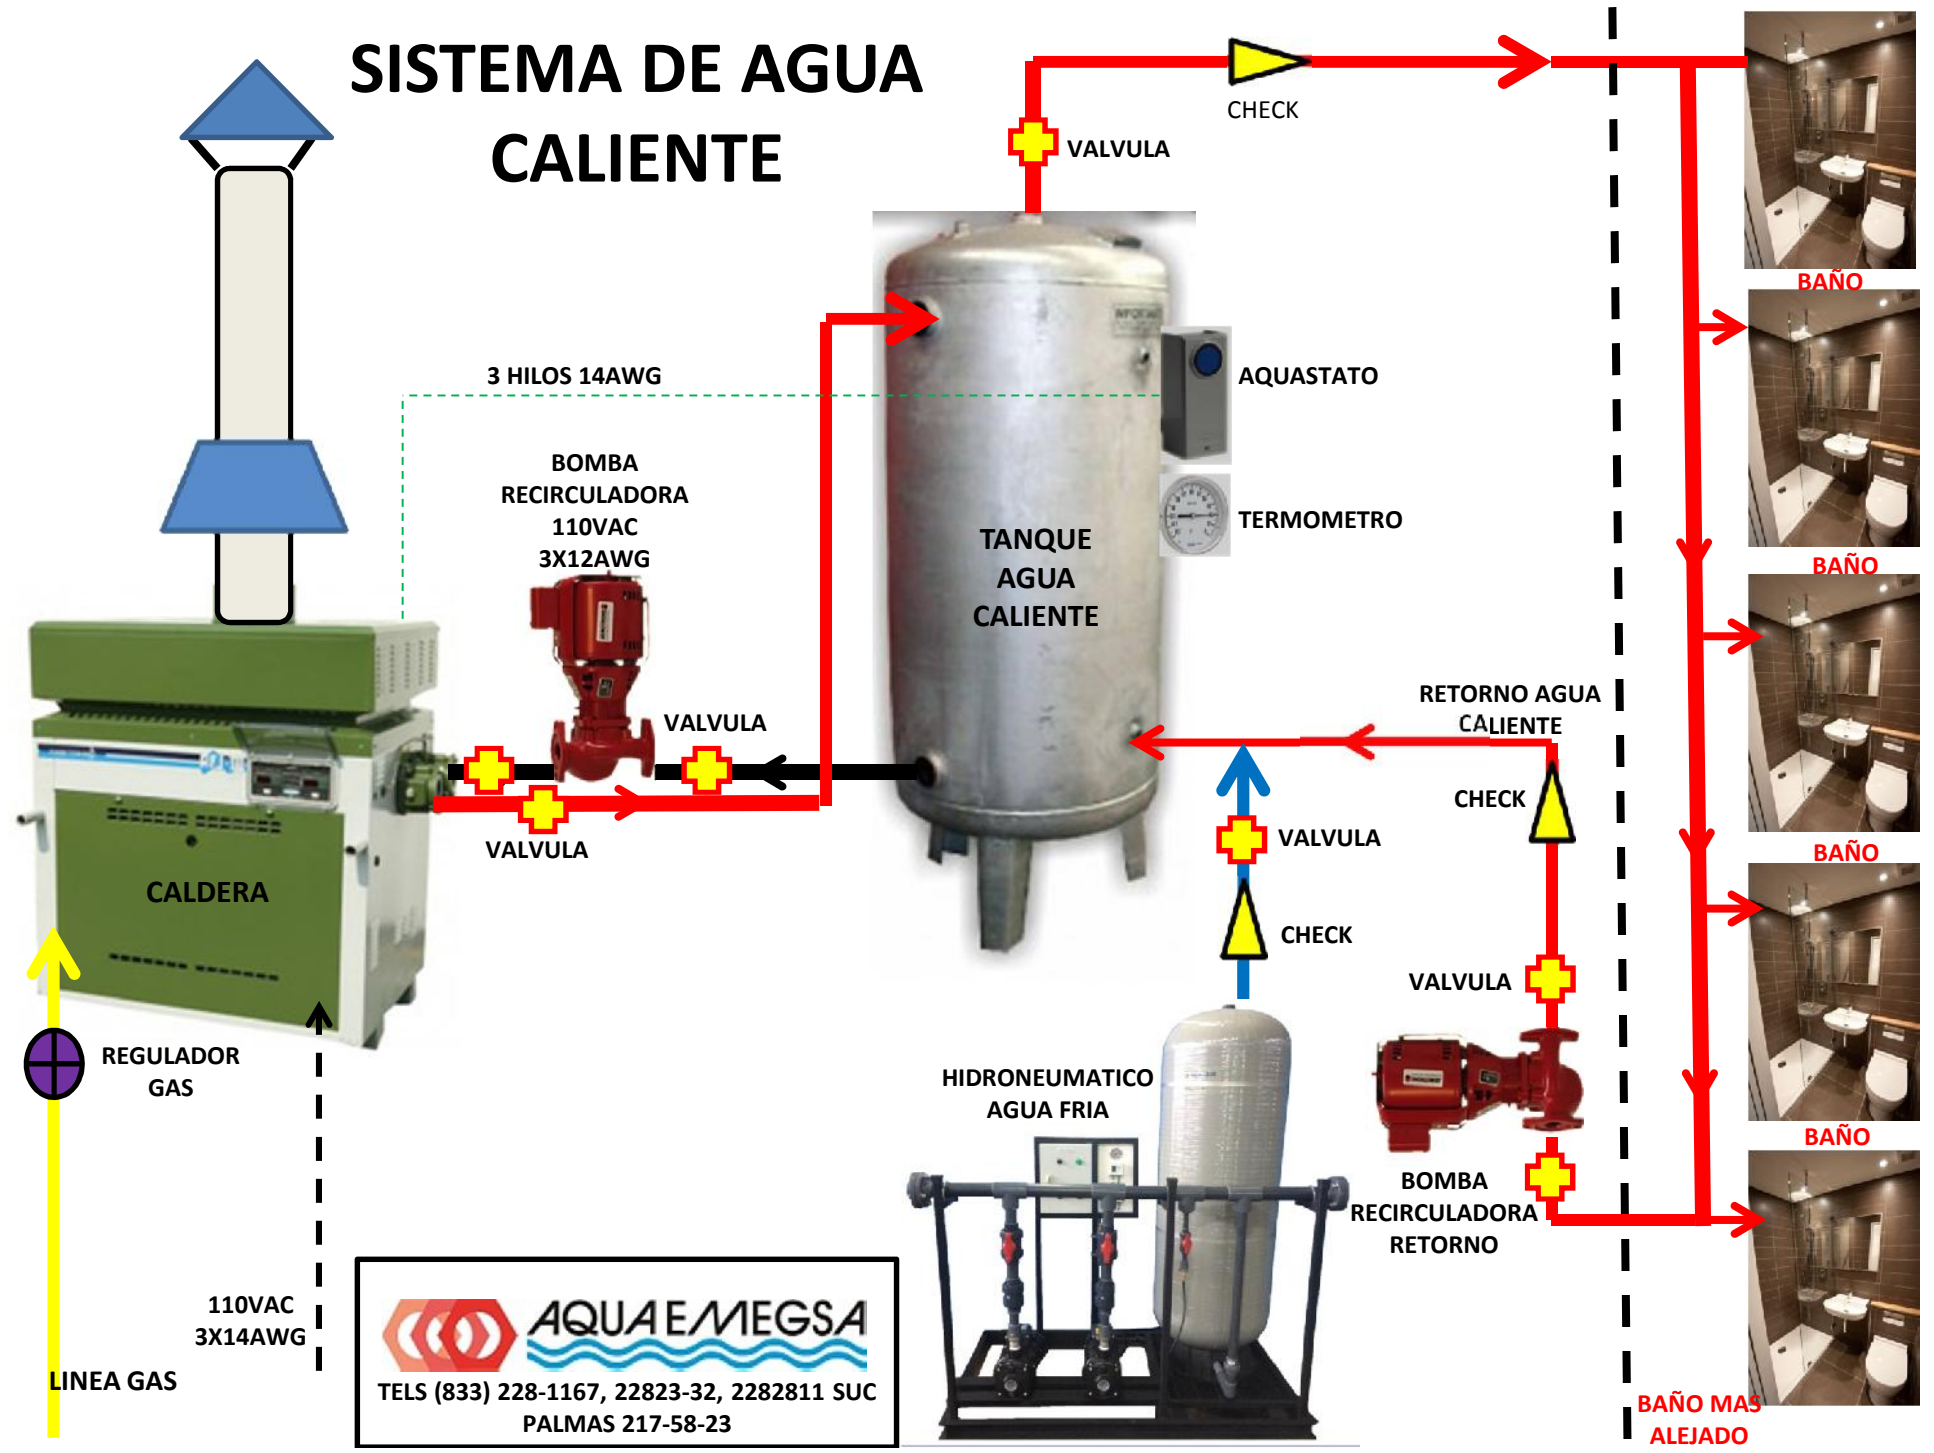 SISTEMA DE AGUA
CALIENTE
CHECK
VALVULA
BAÑO
3 HILOS 14AWG
AQUASTATO
BOMBA
RECIRCULADORA
110VAC
3X12AWG
TERMOMETRO
TANQUE
AGUA
CALIENTE
BAÑO
RETORNO AGUA
CALIENTE
VALVULA
CHECK
VALVULA
VALVULA
BAÑO
CALDERA
CHECK
VALVULA
REGULADOR
GAS
HIDRONEUMATICO
AGUA FRIA
BAÑO
BOMBA
RECIRCULADORA
RETORNO
110VAC
3X14AWG
LINEA GAS
AQUAEMEGSA
TELS (833) 228-1167, 22823-32, 2282811 SUC
PALMAS 217-58-23
BAÑO MAS
ALEJADO